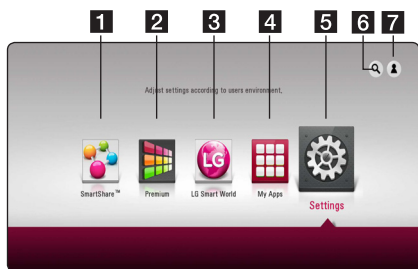 1 2 3 4 5 6 7
Adjust settings according to users environment.
LG
SmartShare™ Premium LG Smart World My Apps
Settings